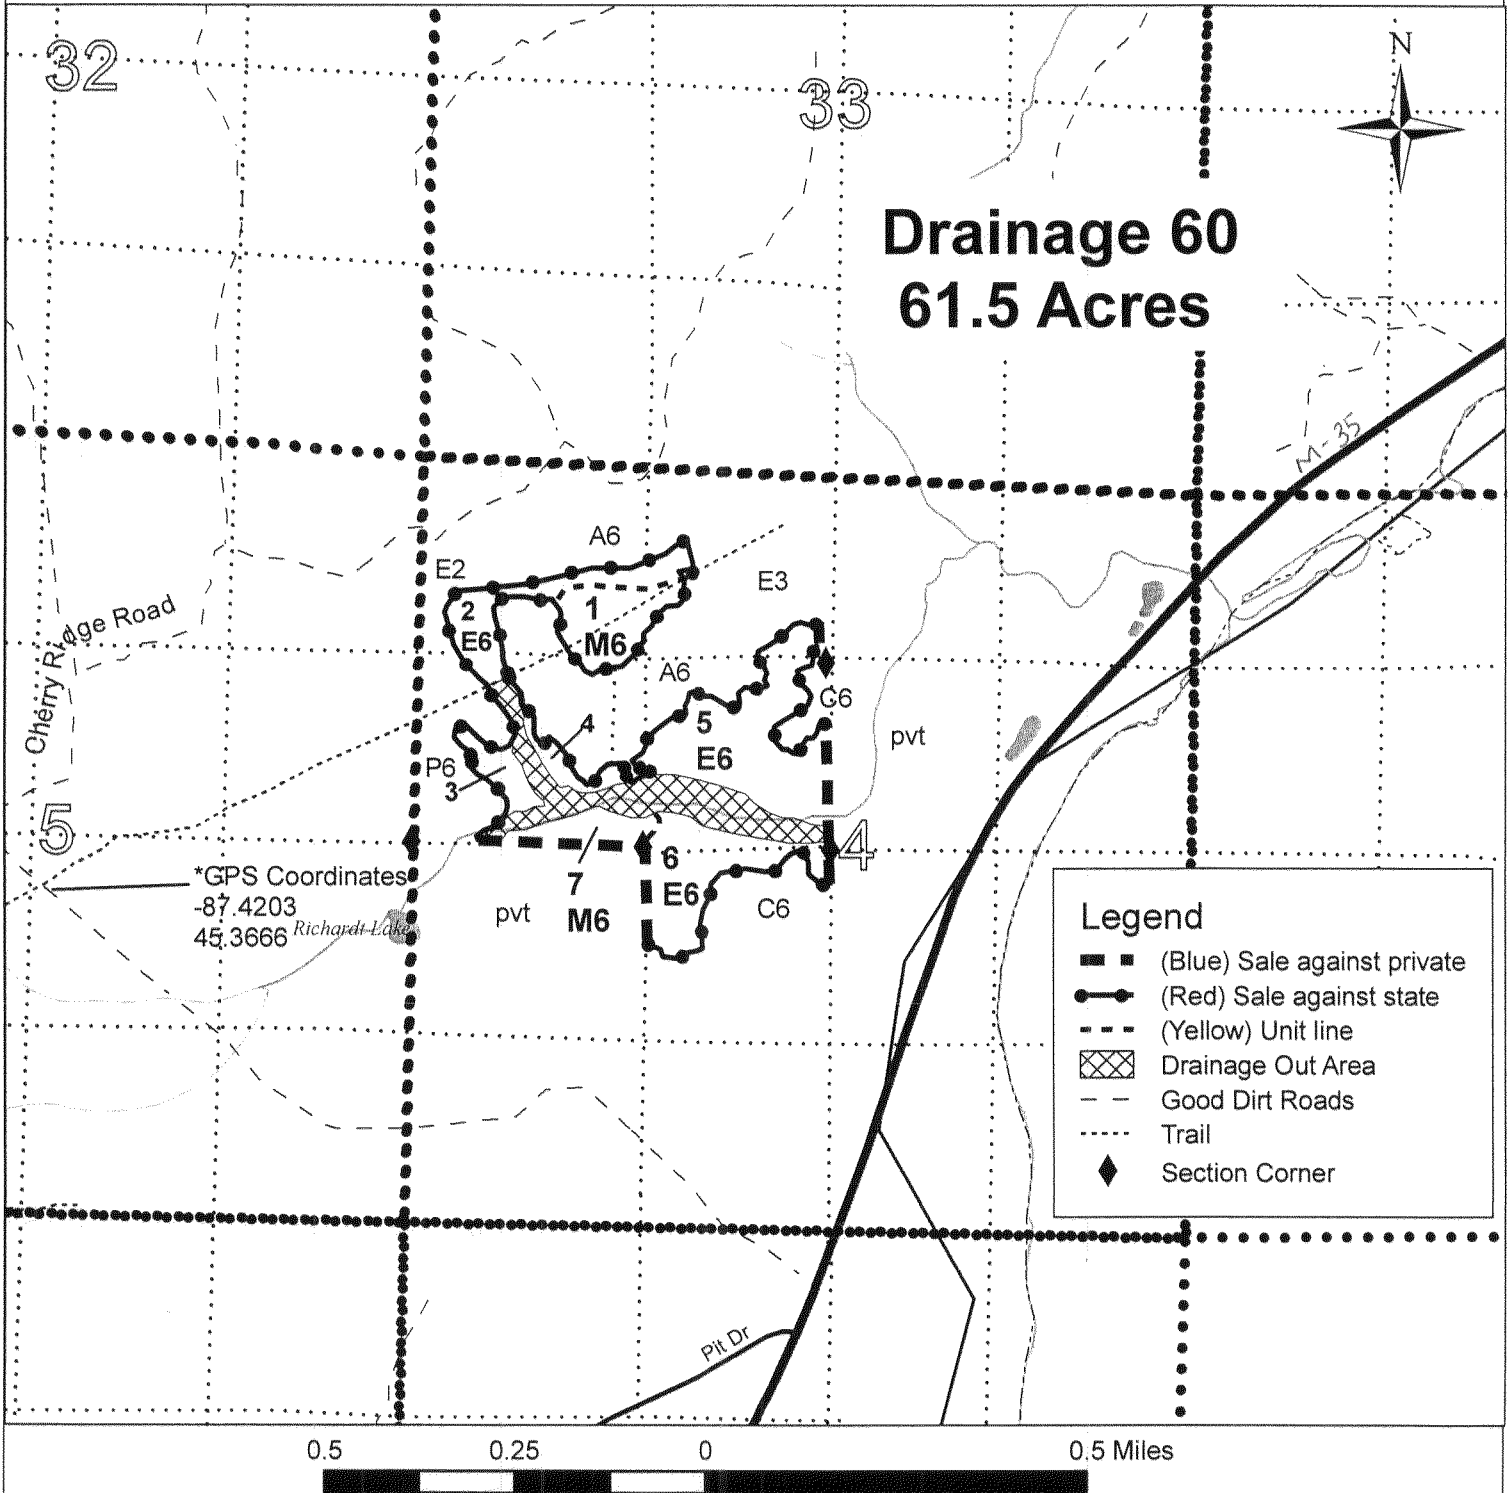 32
33
N
Drainage 60
61.5 Acres
M-35
A6
E2
E3
2
1
E6
M6
Cherry Ridge Road
A6
C6
5
4
pvt
E6
P6
3
5
4
6
*GPS Coordinates
-87.4203
45.3666
Richardt Lake
7
M6
pvt
E6
C6
Legend
(Blue) Sale against private
(Red) Sale against state
(Yellow) Unit line
Drainage Out Area
Good Dirt Roads
Trail
Section Corner
Pit Dr
0.5 0.25 0 0.5 Miles